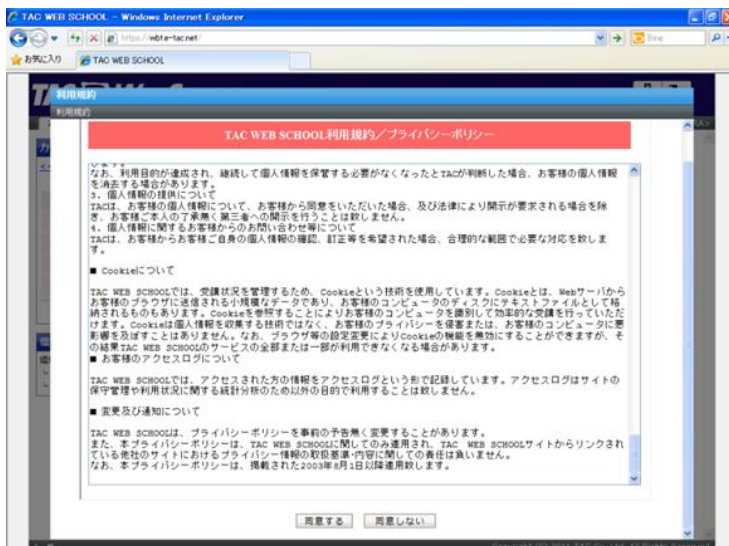 TAC WEB SCHOOL - Windows Internet Explorer
https://wbte-tac.net/
Bing
お気に入り
TAC WEB SCHOOL
利用規約
利用規約
TAC WEB SCHOOL利用規約／プライバシーポリシー
なお、利用目的が達成され、継続して個人情報を保管する必要がなくなったとTACが判断した場合、お客様の個人情報
を消去する場合があります。
3. 個人情報の提供について
TACは、お客様の個人情報について、お客様から同意をいただいた場合、及び法律により開示が要求される場合を除
き、お客様ご本人の了承無く第三者への開示を行うことは致しません。
4. 個人情報に関するお客様からのお問い合わせ等について
TACは、お客様からお客様ご自身の個人情報の確認、訂正等を希望された場合、合理的な範囲で必要な対応を致しま
す。
■ Cookieについて
TAC WEB SCHOOLでは、受講状況を管理するため、Cookieという技術を使用しています。Cookieとは、Webサーバから
お客様のブラウザに送信される小規模なデータであり、お客様のコンピュータのディスクにテキストファイルとして格
納されるものもあります。Cookieを参照することによりお客様のコンピュータを識別して効率的な受講を行っていただ
けます。Cookieは個人情報を収集する技術ではなく、お客様のプライバシーを侵害または、お客様のコンピュータに悪
影響を及ぼすことはありません。なお、ブラウザ等の設定変更によりCookieの機能を無効にすることができますが、そ
の結果TAC WEB SCHOOLのサービスの全部または一部が利用できなくなる場合があります。
■ お客様のアクセスログについて
TAC WEB SCHOOLでは、アクセスされた方の情報をアクセスログという形で記録しています。アクセスログはサイトの
保守管理や利用状況に関する統計分析のため以外の目的で利用することは致しません。
■ 変更及び通知について
TAC WEB SCHOOLは、プライバシーポリシーを事前の予告無く変更することがあります。
また、本プライバシーポリシーは、TAC WEB SCHOOLに関してのみ適用され、TAC WEB SCHOOLサイトからリンクされ
ている他社のサイトにおけるプライバシー情報の取扱基準・内容に関しての責任は負いません。
なお、本プライバシーポリシーは、掲載された2003年8月1日以降適用致します。
同意する 同意しない